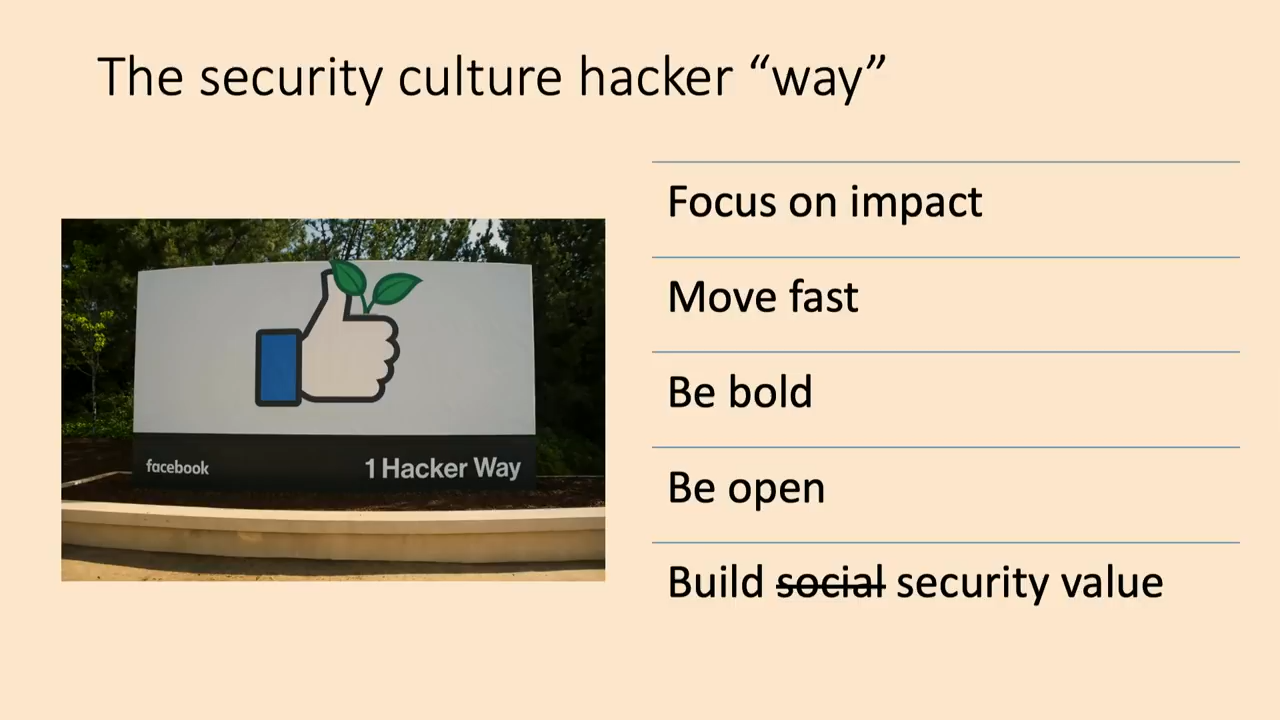 The security culture hacker “way”
facebook
1 Hacker Way
Focus on impact
Move fast
Be bold
Be open
Build social security value